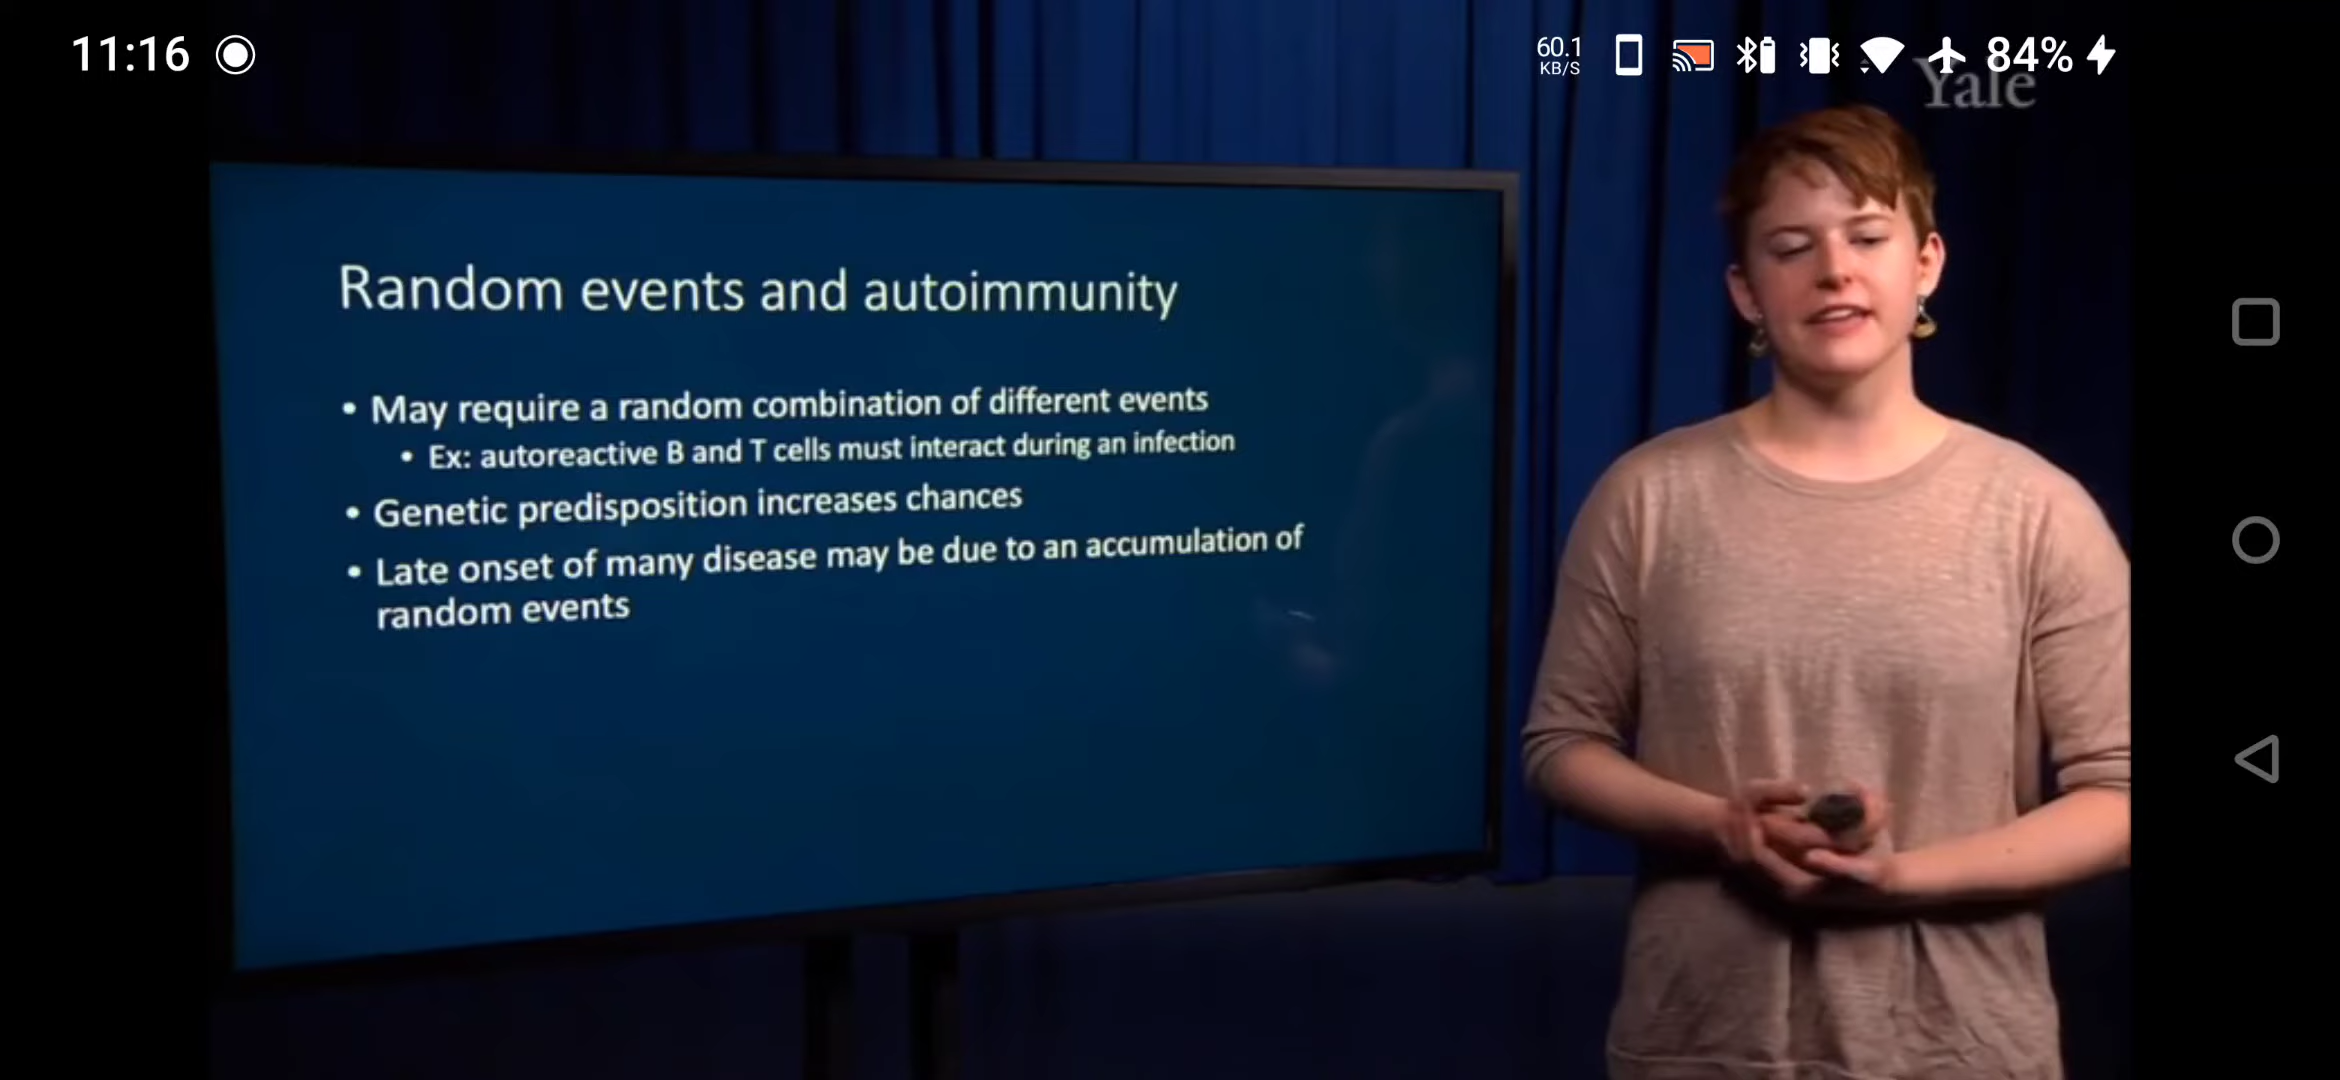 11:16
60.1
KB/S
84%
Yale
Random events and autoimmunity
• May require a random combination of different events
• Ex: autoreactive B and T cells must interact during an infection
• Genetic predisposition increases chances
• Late onset of many disease may be due to an accumulation of
random events